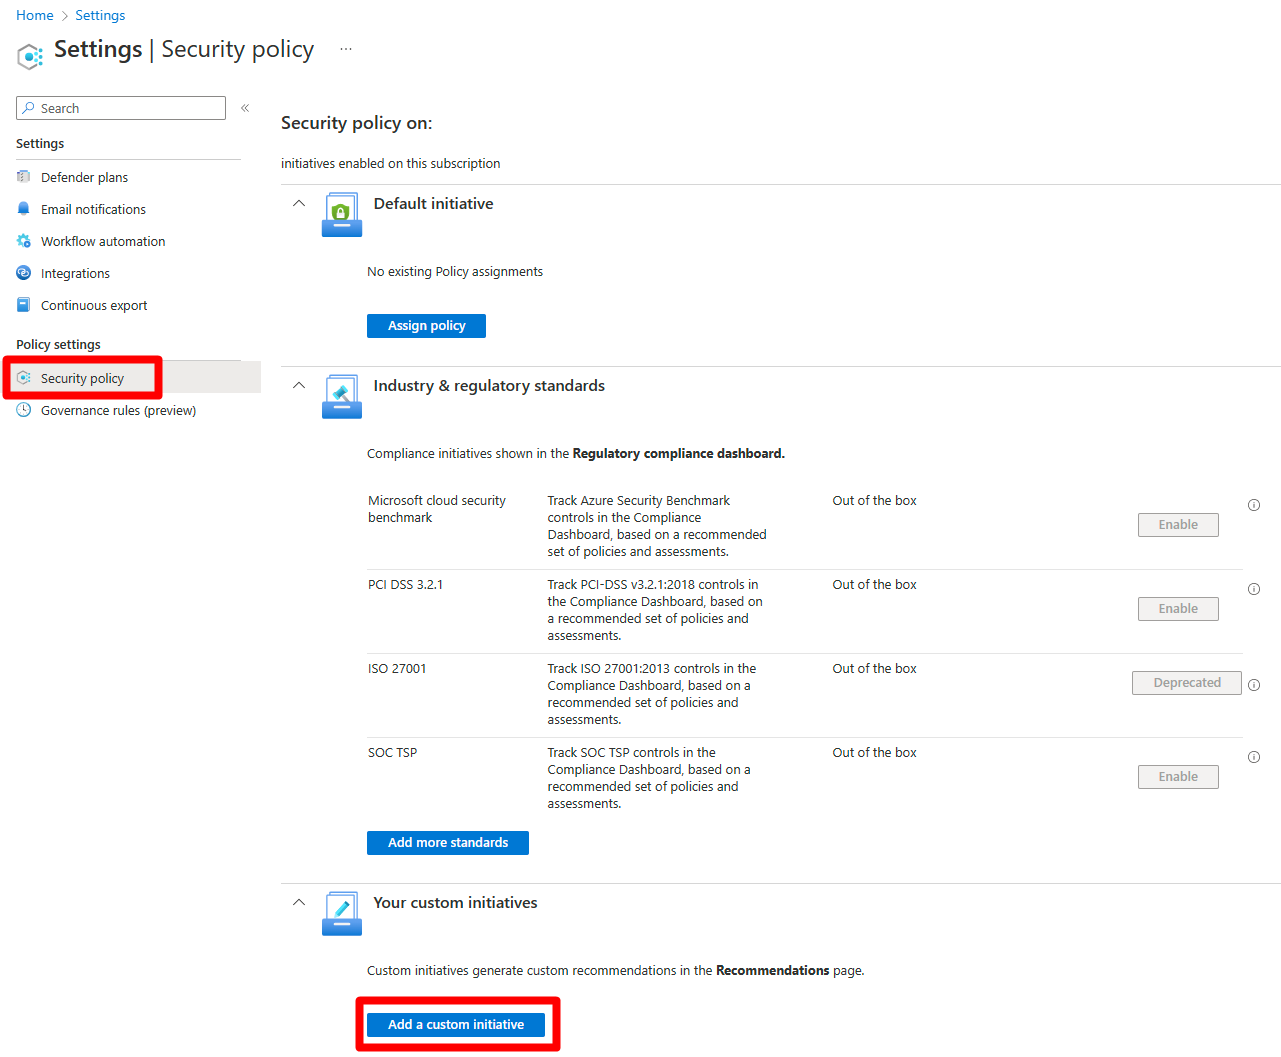 Home > Settings
Settings | Security policy ...
Search «
Settings
Defender plans
Email notifications
Workflow automation
Integrations
Continuous export
Policy settings
Security policy
Governance rules (preview)
Security policy on:
initiatives enabled on this subscription
Default initiative
No existing Policy assignments
Assign policy
Industry & regulatory standards
Compliance initiatives shown in the Regulatory compliance dashboard.
Microsoft cloud security
benchmark
Track Azure Security Benchmark
controls in the Compliance
Dashboard, based on a recommended
set of policies and assessments.
Out of the box
Enable
PCI DSS 3.2.1
Track PCI-DSS v3.2.1:2018 controls in
the Compliance Dashboard, based on
a recommended set of policies and
assessments.
Out of the box
Enable
ISO 27001
Track ISO 27001:2013 controls in the
Compliance Dashboard, based on a
recommended set of policies and
assessments.
Out of the box
Deprecated
SOC TSP
Track SOC TSP controls in the
Compliance Dashboard, based on a
recommended set of policies and
assessments.
Out of the box
Enable
Add more standards
Your custom initiatives
Custom initiatives generate custom recommendations in the Recommendations page.
Add a custom initiative